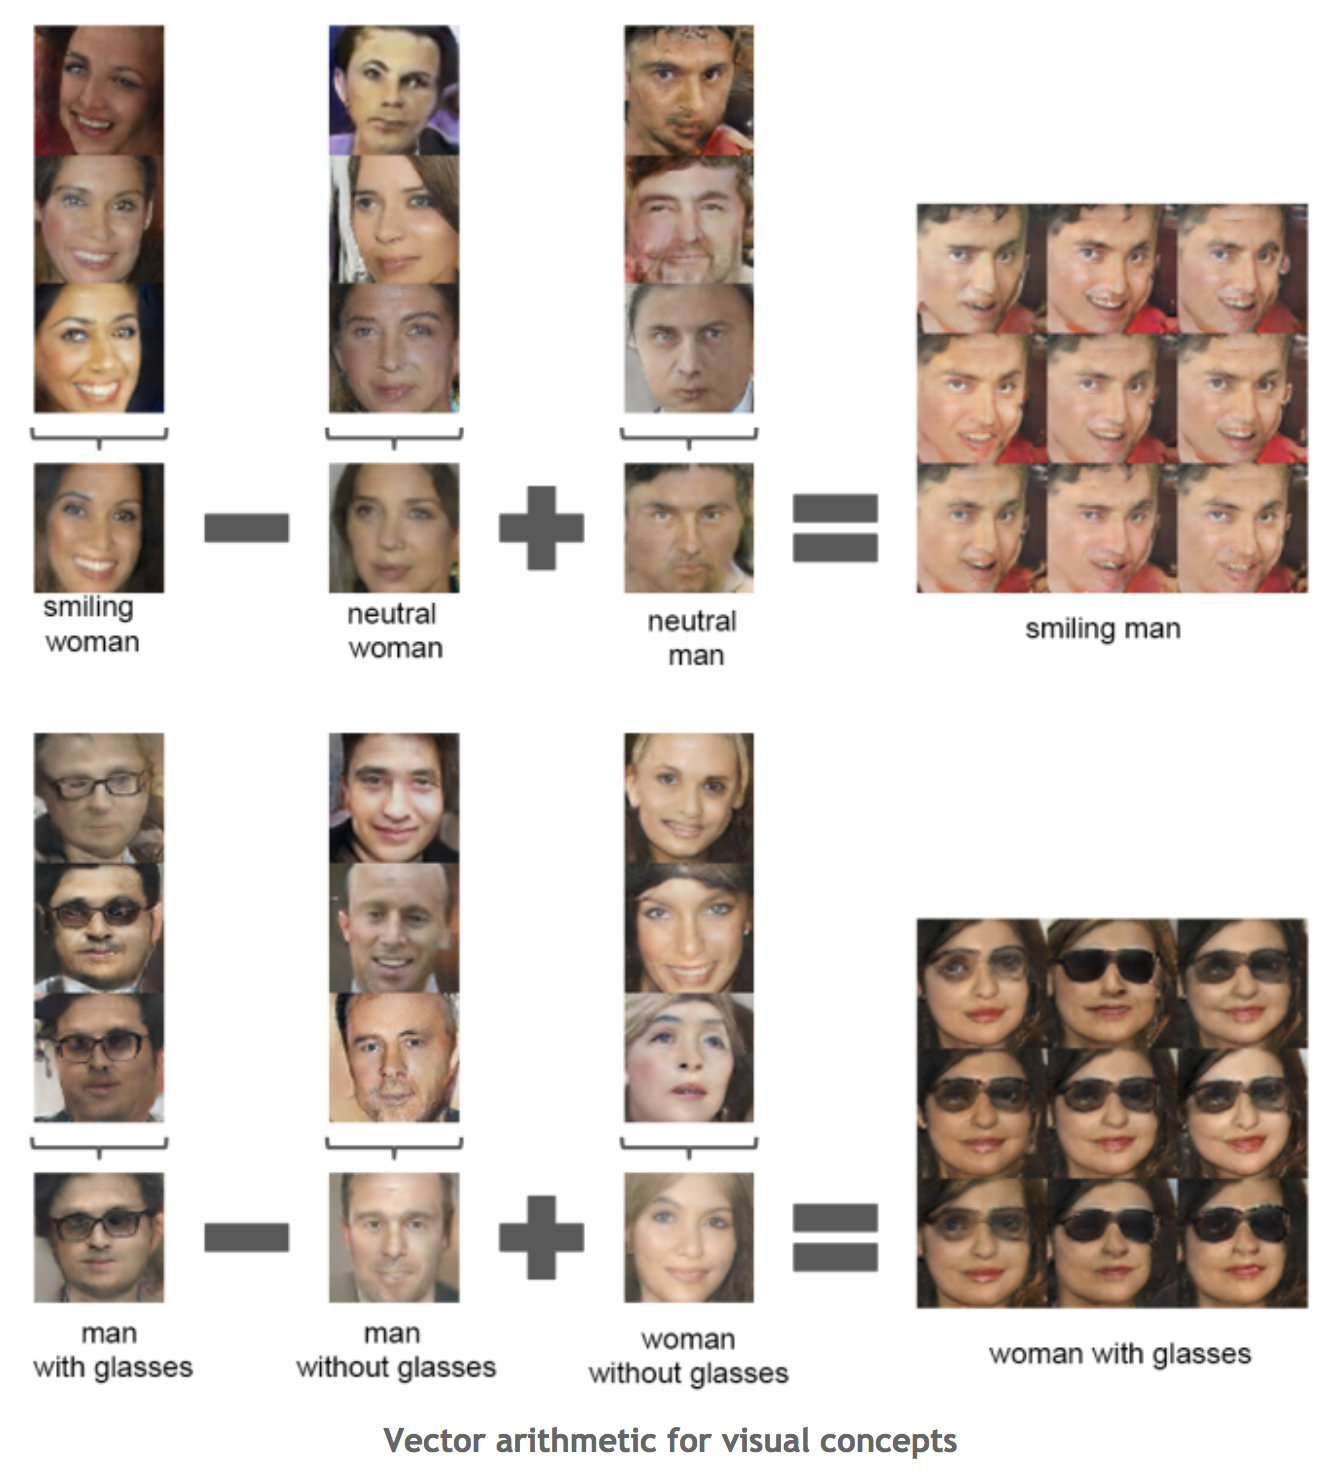 smiling
woman
neutral
woman
neutral
man
smiling man
man
with glasses
man
without glasses
woman
without glasses
woman with glasses
Vector arithmetic for visual concepts